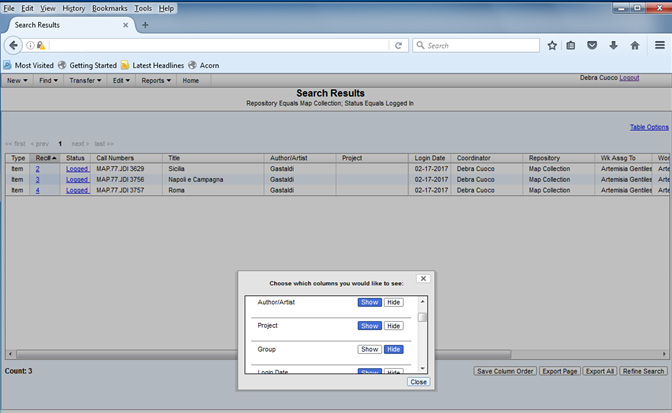 File Edit View History Bookmarks Tools Help
Search Results
Search
Most Visited Getting Started Latest Headlines Acorn
New Find Transfer Edit Reports Home
Debra Cuoco Logout
Search Results
Repository Equals Map Collection; Status Equals Logged In
Table Options
<< first < prev 1 next > last >>
Type Rec# Status Call Numbers Title Author/Artist Project Login Date Coordinator Repository Wk Assg To
Item 2 Logged MAP.77.JDI 3629 Sicilia Gastaldi 02-17-2017 Debra Cuoco Map Collection Artemisia Gentiles
Item 3 Logged MAP.77.JDI 3756 Napoli e Campagna Gastaldi 02-17-2017 Debra Cuoco Map Collection Artemisia Gentiles
Item 4 Logged MAP.77.JDI 3757 Roma Gastaldi 02-17-2017 Debra Cuoco Map Collection Artemisia Gentiles
Choose which columns you would like to see:
Author/Artist Show Hide
Project Show Hide
Group Show Hide
Login Date Show Hide
Close
Count: 3
Save Column Order Export Page Export All Refine Search